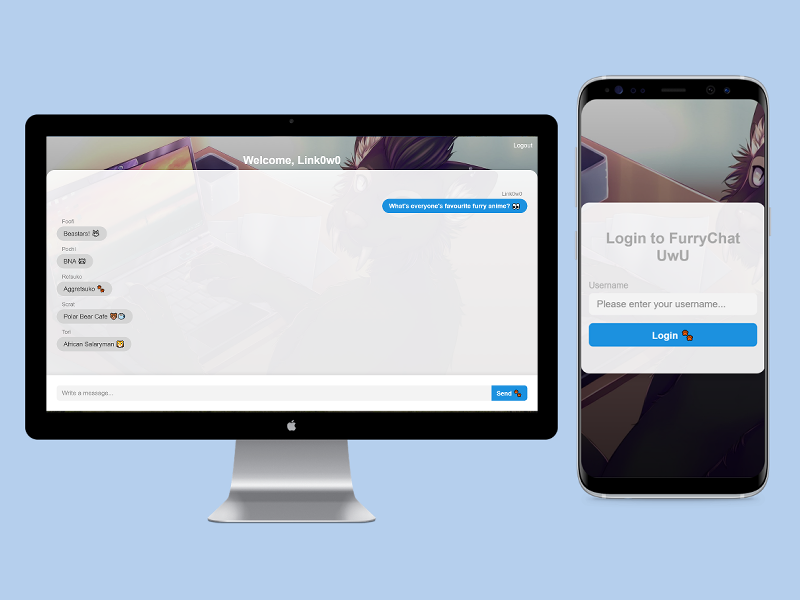 Logout
Welcome, Link0w0
Link0w0
What's everyone's favourite furry anime? 👀
Foofi
Beastars! 🐺
Pochi
BNA 🦝
Retsuko
Aggretsuko 🐾
Scraf
Polar Bear Cafe 🐻🐧
Tori
African Salaryman 🐯
Write a message...
Send 🐾
Login to FurryChat
UwU
Username
Please enter your username...
Login 🐾